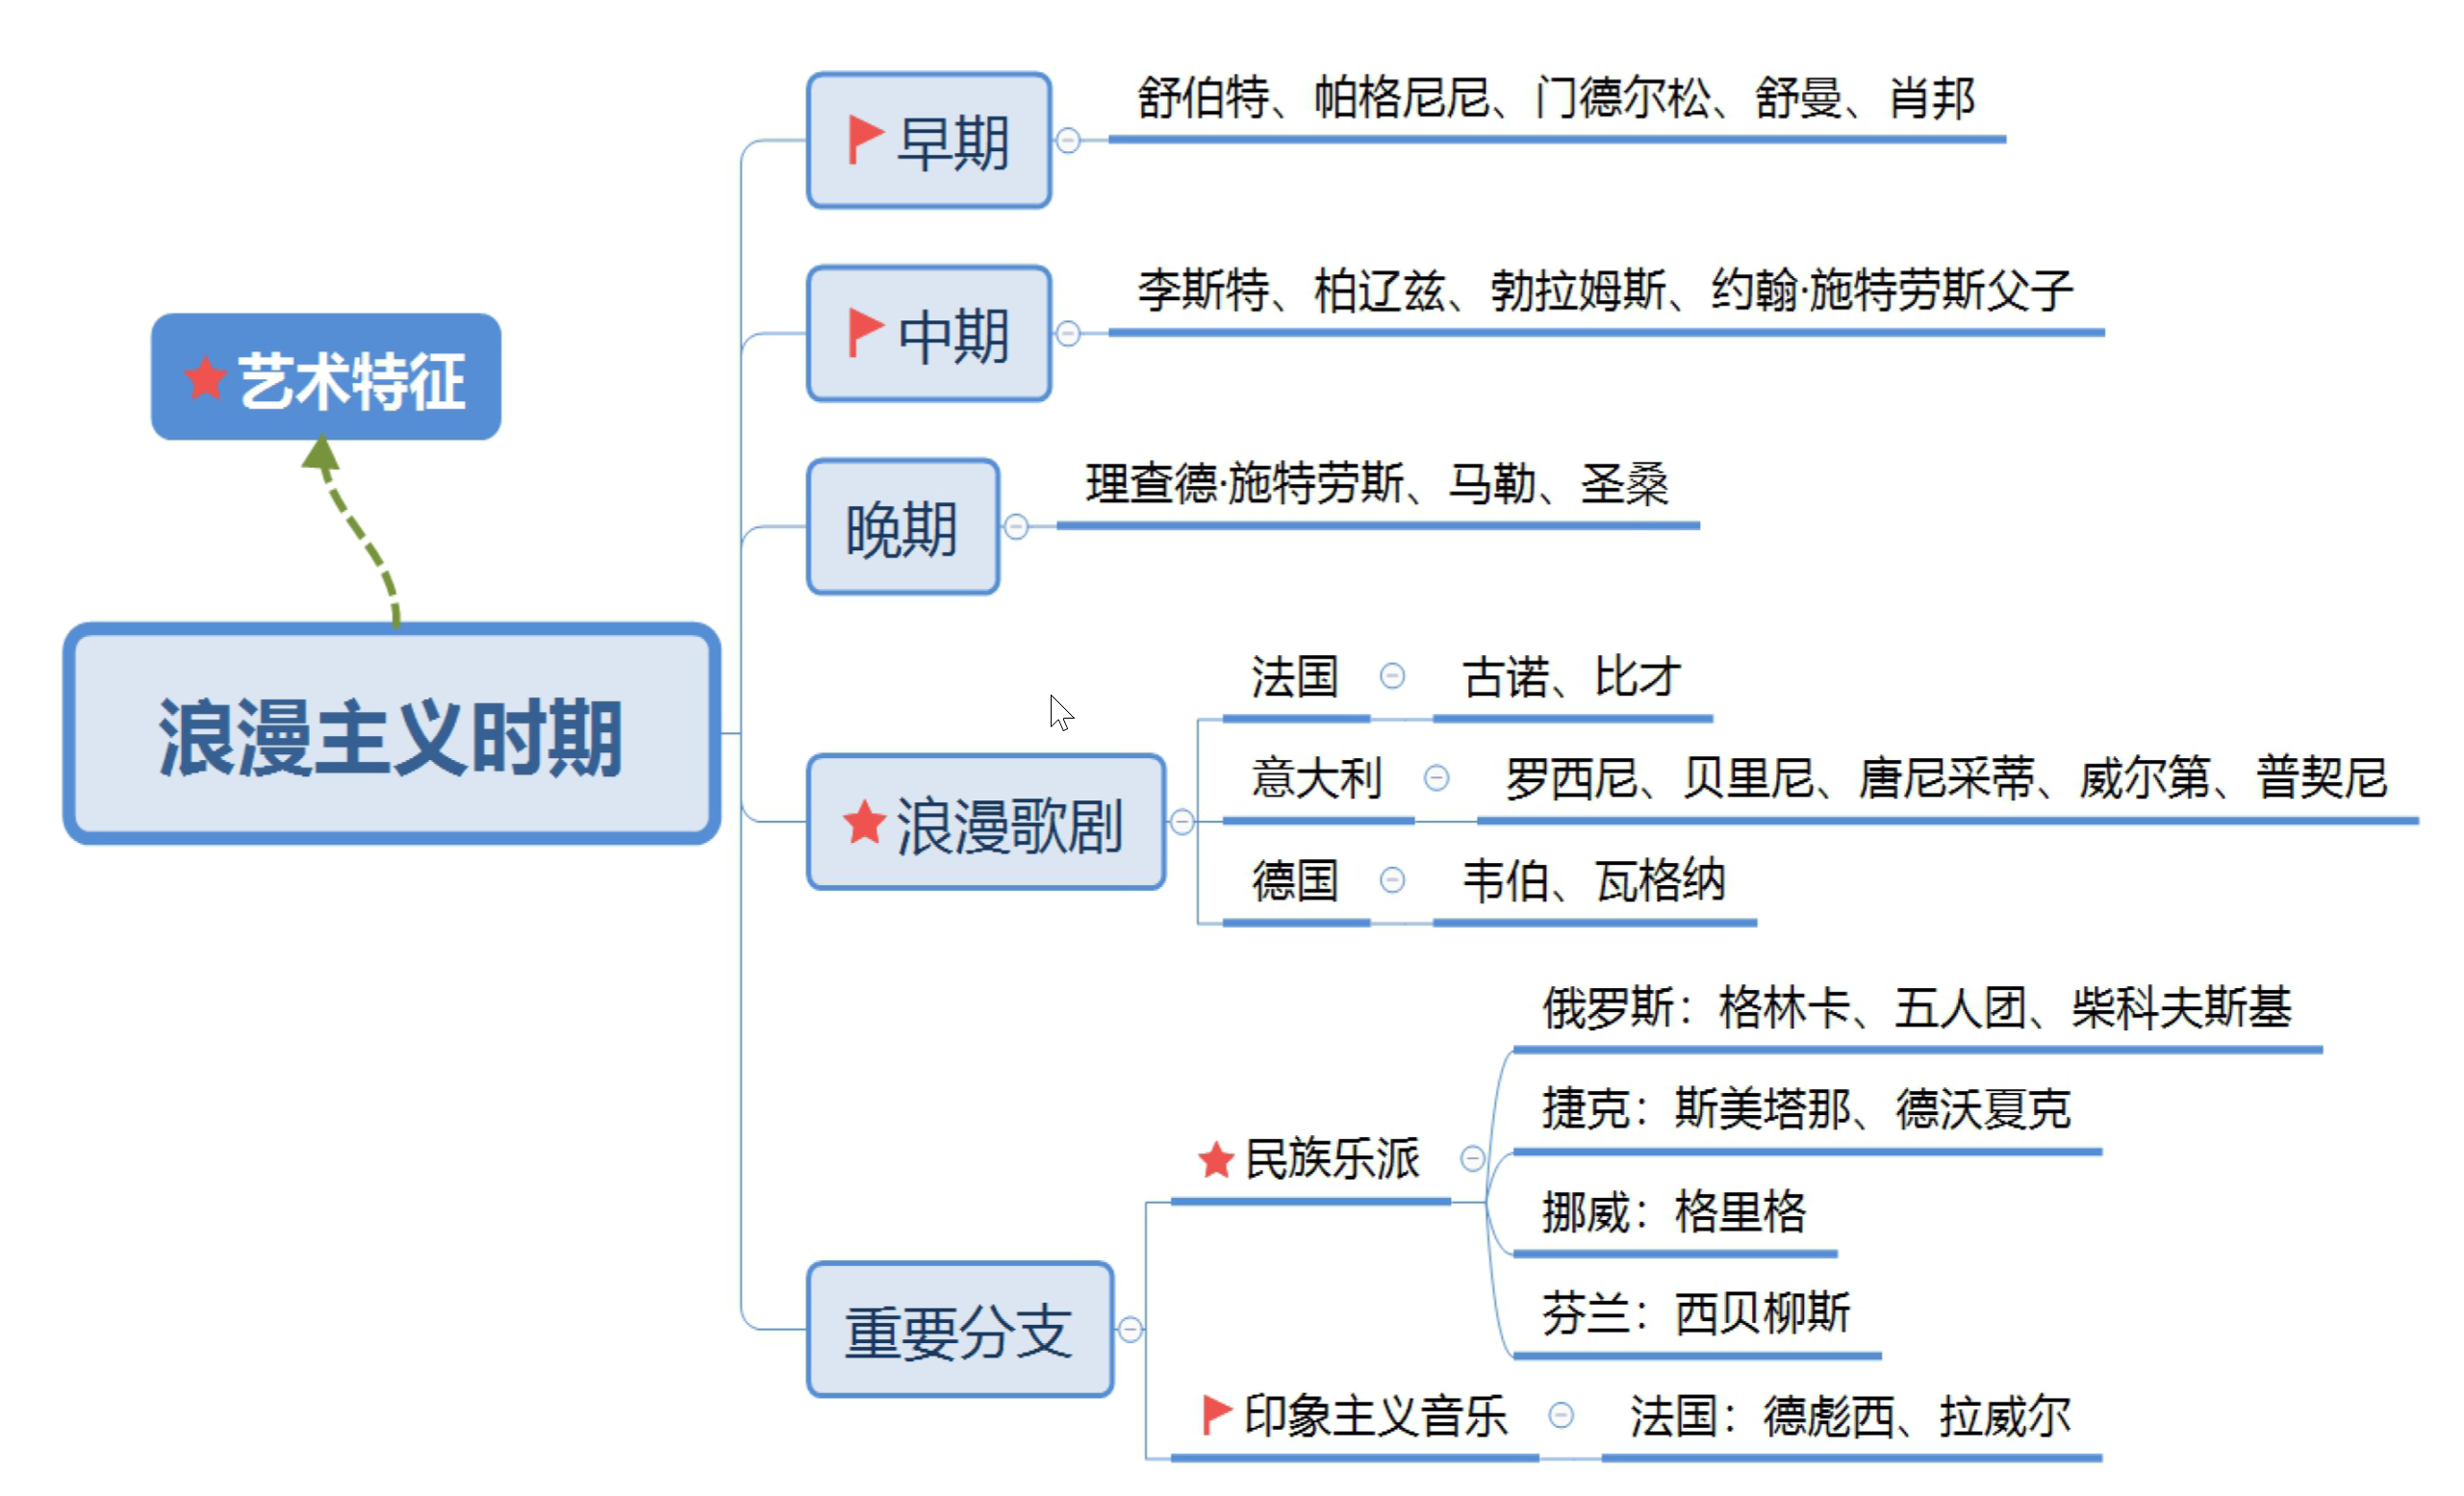 艺术特征
浪漫主义时期
早期
舒伯特、帕格尼尼、门德尔松、舒曼、肖邦
中期
李斯特、柏辽兹、勃拉姆斯、约翰·施特劳斯父子
晚期
理查德·施特劳斯、马勒、圣桑
浪漫歌剧
法国
古诺、比才
意大利
罗西尼、贝里尼、唐尼采蒂、威尔第、普契尼
德国
韦伯、瓦格纳
重要分支
民族乐派
俄罗斯：格林卡、五人团、柴科夫斯基
捷克：斯美塔那、德沃夏克
挪威：格里格
芬兰：西贝柳斯
印象主义音乐
法国：德彪西、拉威尔